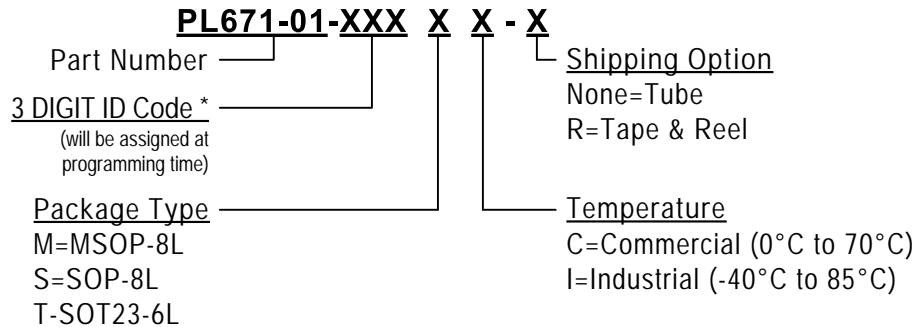 PL671-01-XXX X X - X
Part Number
3 DIGIT ID Code *
(will be assigned at
programming time)
Package Type
M=MSOP-8L
S=SOP-8L
T-SOT23-6L
Shipping Option
None=Tube
R=Tape & Reel
Temperature
C=Commercial (0°C to 70°C)
I=Industrial (-40°C to 85°C)